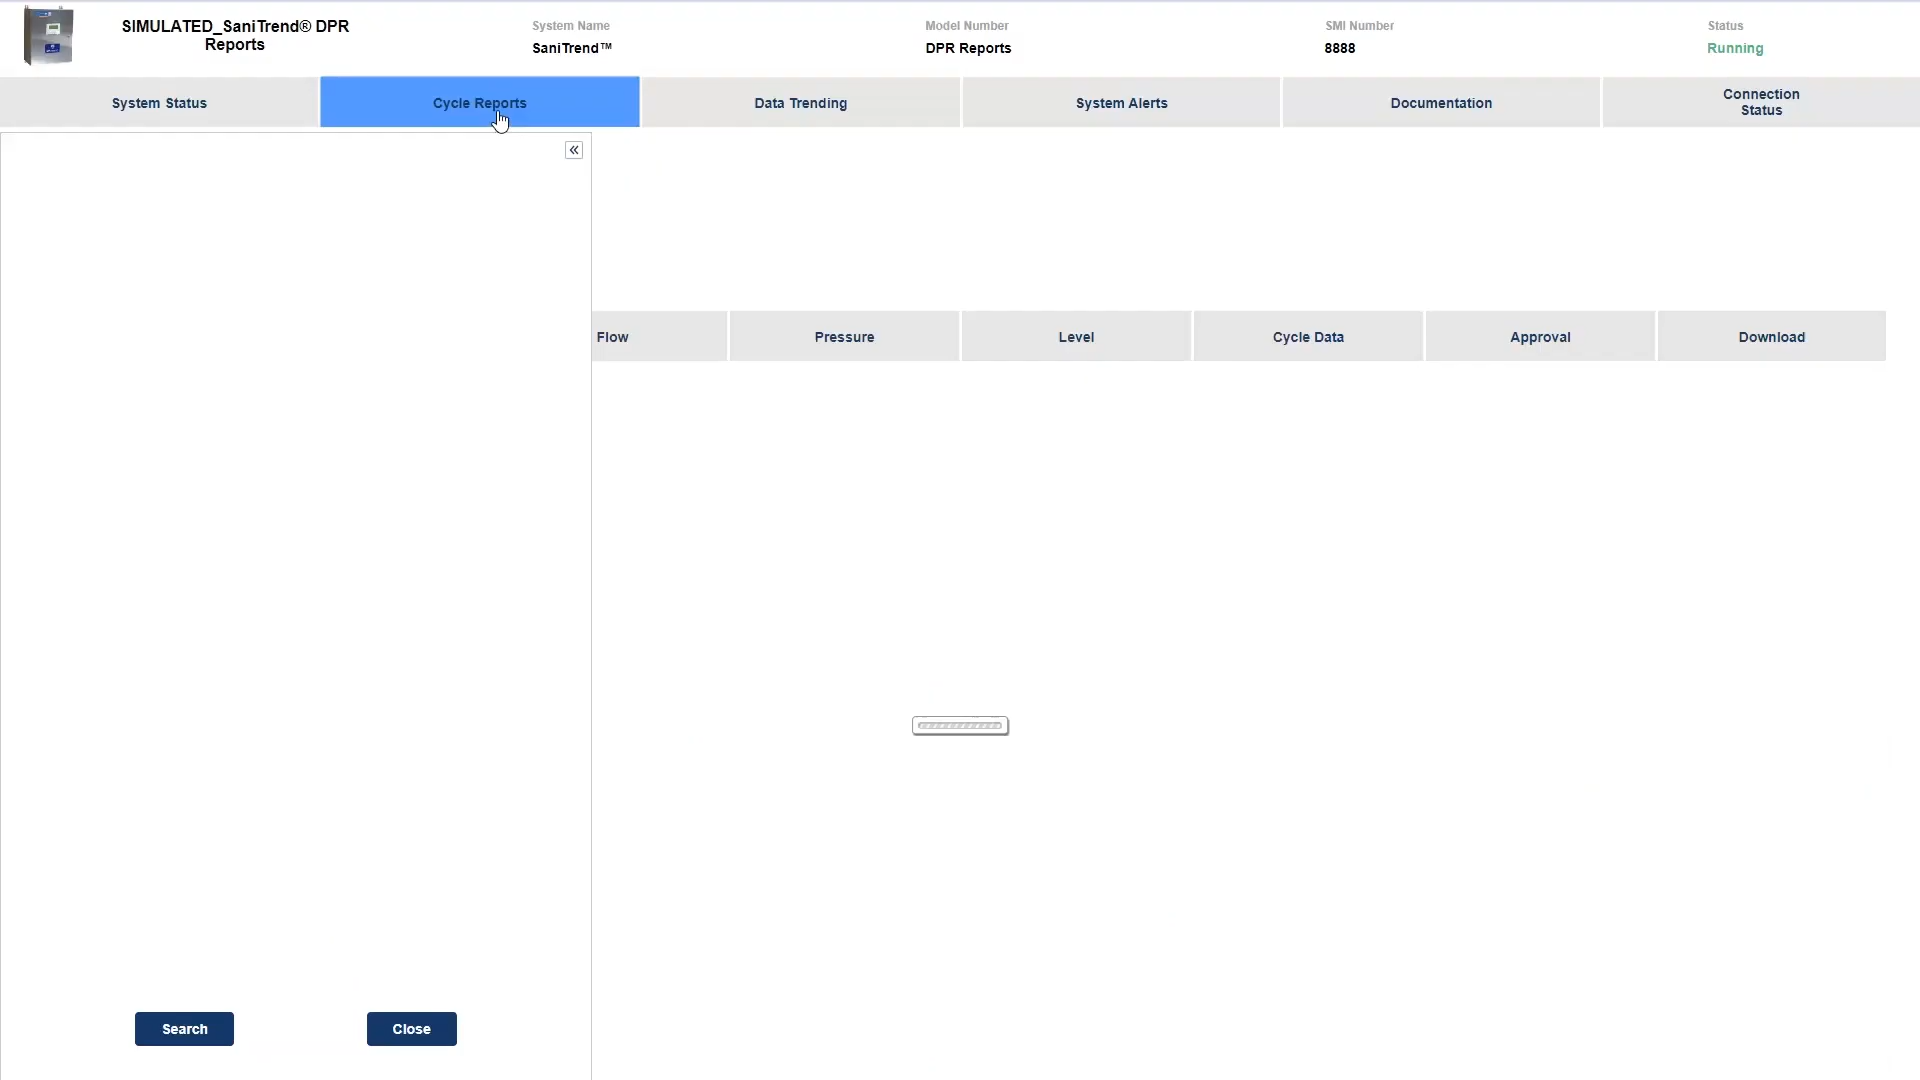 SIMULATED_SaniTrend® DPR
Reports
System Name
SaniTrend™
Model Number
DPR Reports
SMI Number
8888
Status
Running
System Status
Cycle Reports
Data Trending
System Alerts
Documentation
Connection
Status
«
Flow
Pressure
Level
Cycle Data
Approval
Download
Search
Close